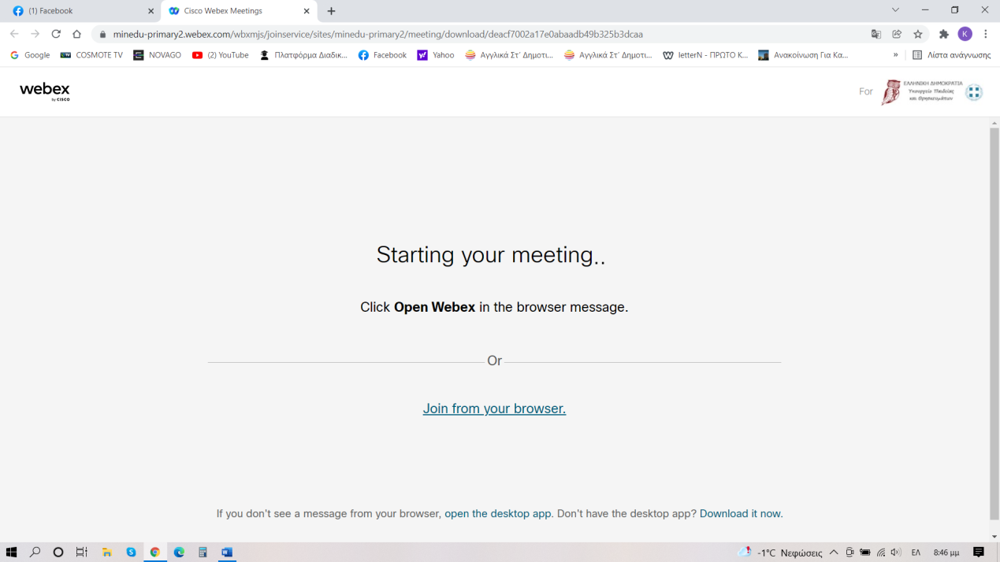 (1) Facebook
Cisco Webex Meetings
minedu-primary2.webex.com/wbxmjs/joinservice/sites/minedu-primary2/meeting/download/deacf7002a17e0abaadb49b325b3dcaa
K
Google COSMOTE TV NOVAGO (2) YouTube Πλατφόρμα Διαδικ... Facebook Yahoo Αγγλικά Στ΄ Δημοτι... Αγγλικά Στ΄ Δημοτι... letterN - ΠΡΩΤΟ Κ... Ανακοίνωση Για Κα... » Λίστα ανάγνωσης
webex
by CISCO
For
ΕΛΛΗΝΙΚΗ ΔΗΜΟΚΡΑΤΙΑ
Υπουργείο Παιδείας
και Θρησκευμάτων
Starting your meeting..
Click Open Webex in the browser message.
Or
Join from your browser.
If you don't see a message from your browser, open the desktop app. Don't have the desktop app? Download it now.
-1°C Νεφώσεις ΕΛ 8:46 μμ